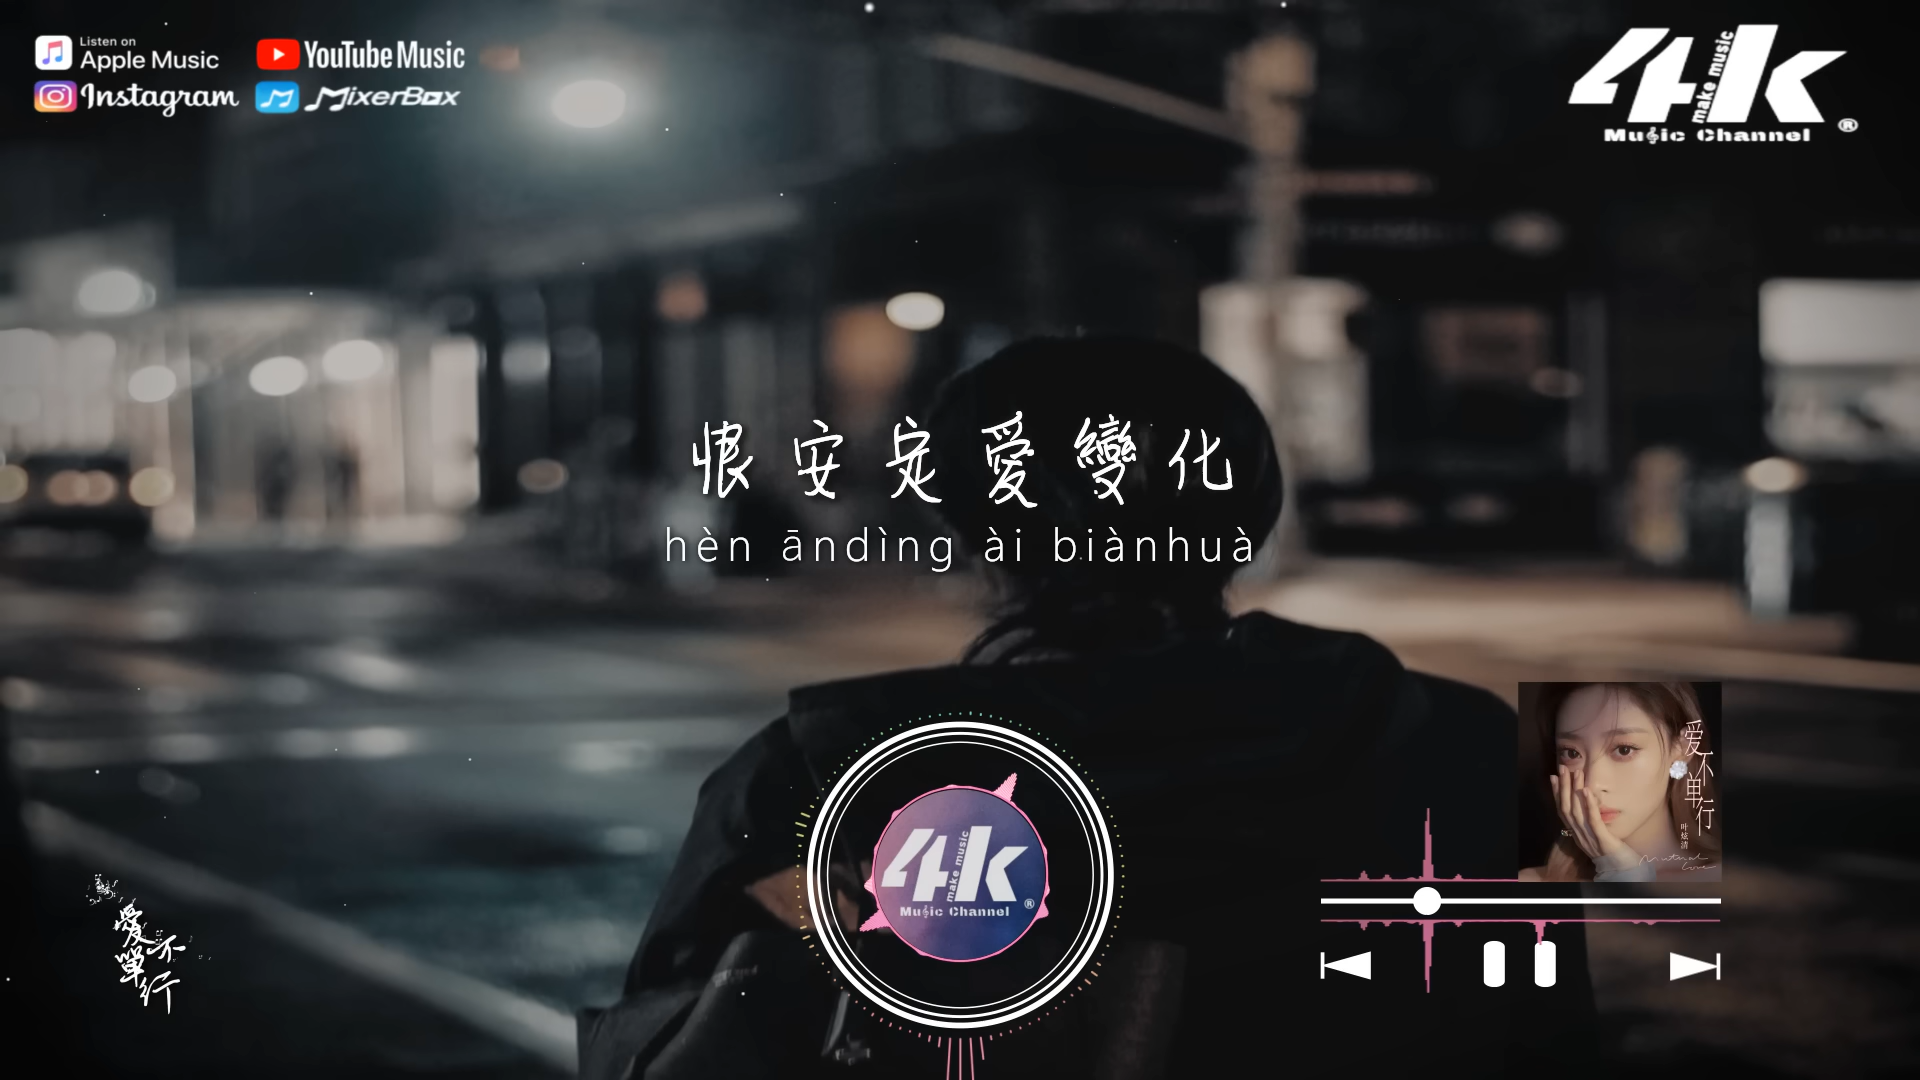 Listen on
Apple Music
YouTube Music
Instagram
MixerBox
4k
make music
Music Channel
®
恨安定愛變化
hèn āndìng ài biànhuà
爱不单行
叶炫清
Mutual
Love
4k
make music
Music Channel
®
愛不單行